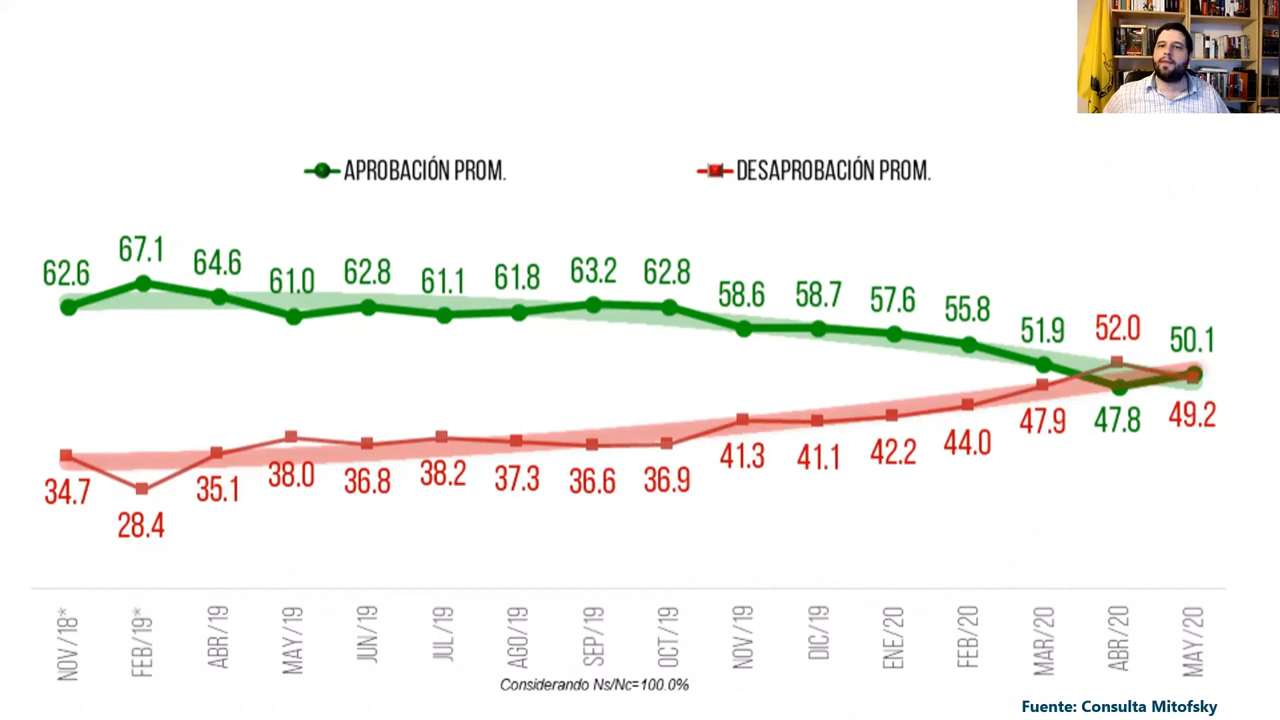 APROBACIÓN PROM.
DESAPROBACIÓN PROM.
62.6 67.1 64.6 61.0 62.8 61.1 61.8 63.2 62.8 58.6 58.7 57.6 55.8 51.9 47.8 50.1
34.7 28.4 35.1 38.0 36.8 38.2 37.3 36.6 36.9 41.3 41.1 42.2 44.0 47.9 52.0 49.2
NOV/18* FEB/19* ABR/19 MAY/19 JUN/19 JUL/19 AGO/19 SEP/19 OCT/19 NOV/19 DIC/19 ENE/20 FEB/20 MAR/20 ABR/20 MAY/20
Considerando Ns/Nc=100.0%
Fuente: Consulta Mitofsky